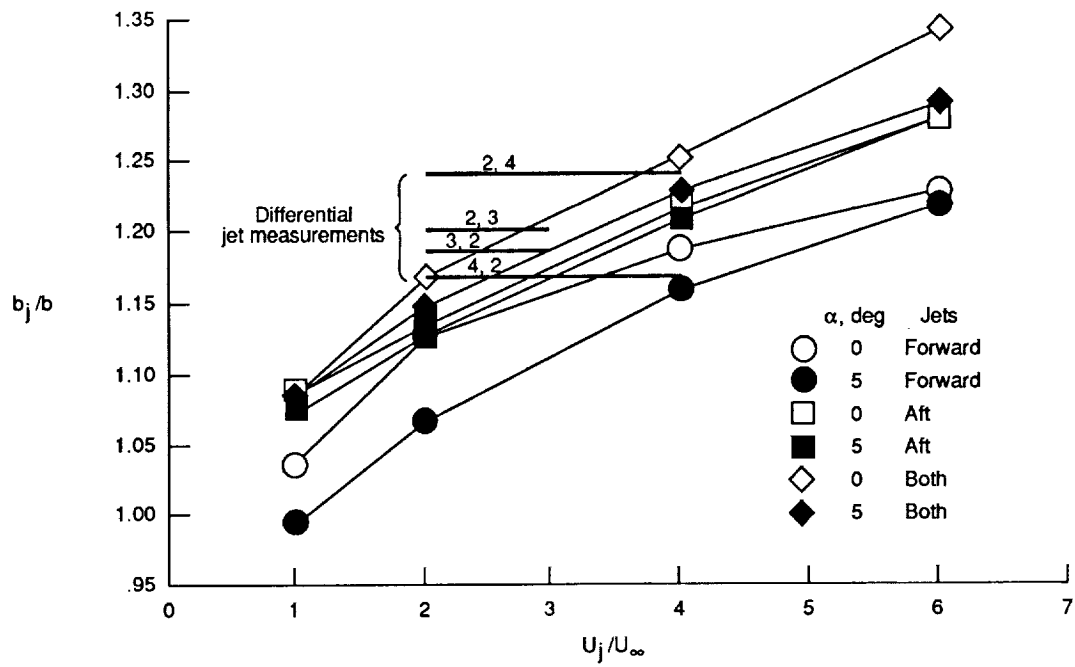 1.35
1.30
1.25
1.20
1.15
1.10
1.05
1.00
.95
b_j/b
2, 4
2, 3
3, 2
4, 2
Differential
jet measurements
α, deg Jets
0 Forward
5 Forward
0 Aft
5 Aft
0 Both
5 Both
0 1 2 3 4 5 6 7
U_j/U_∞